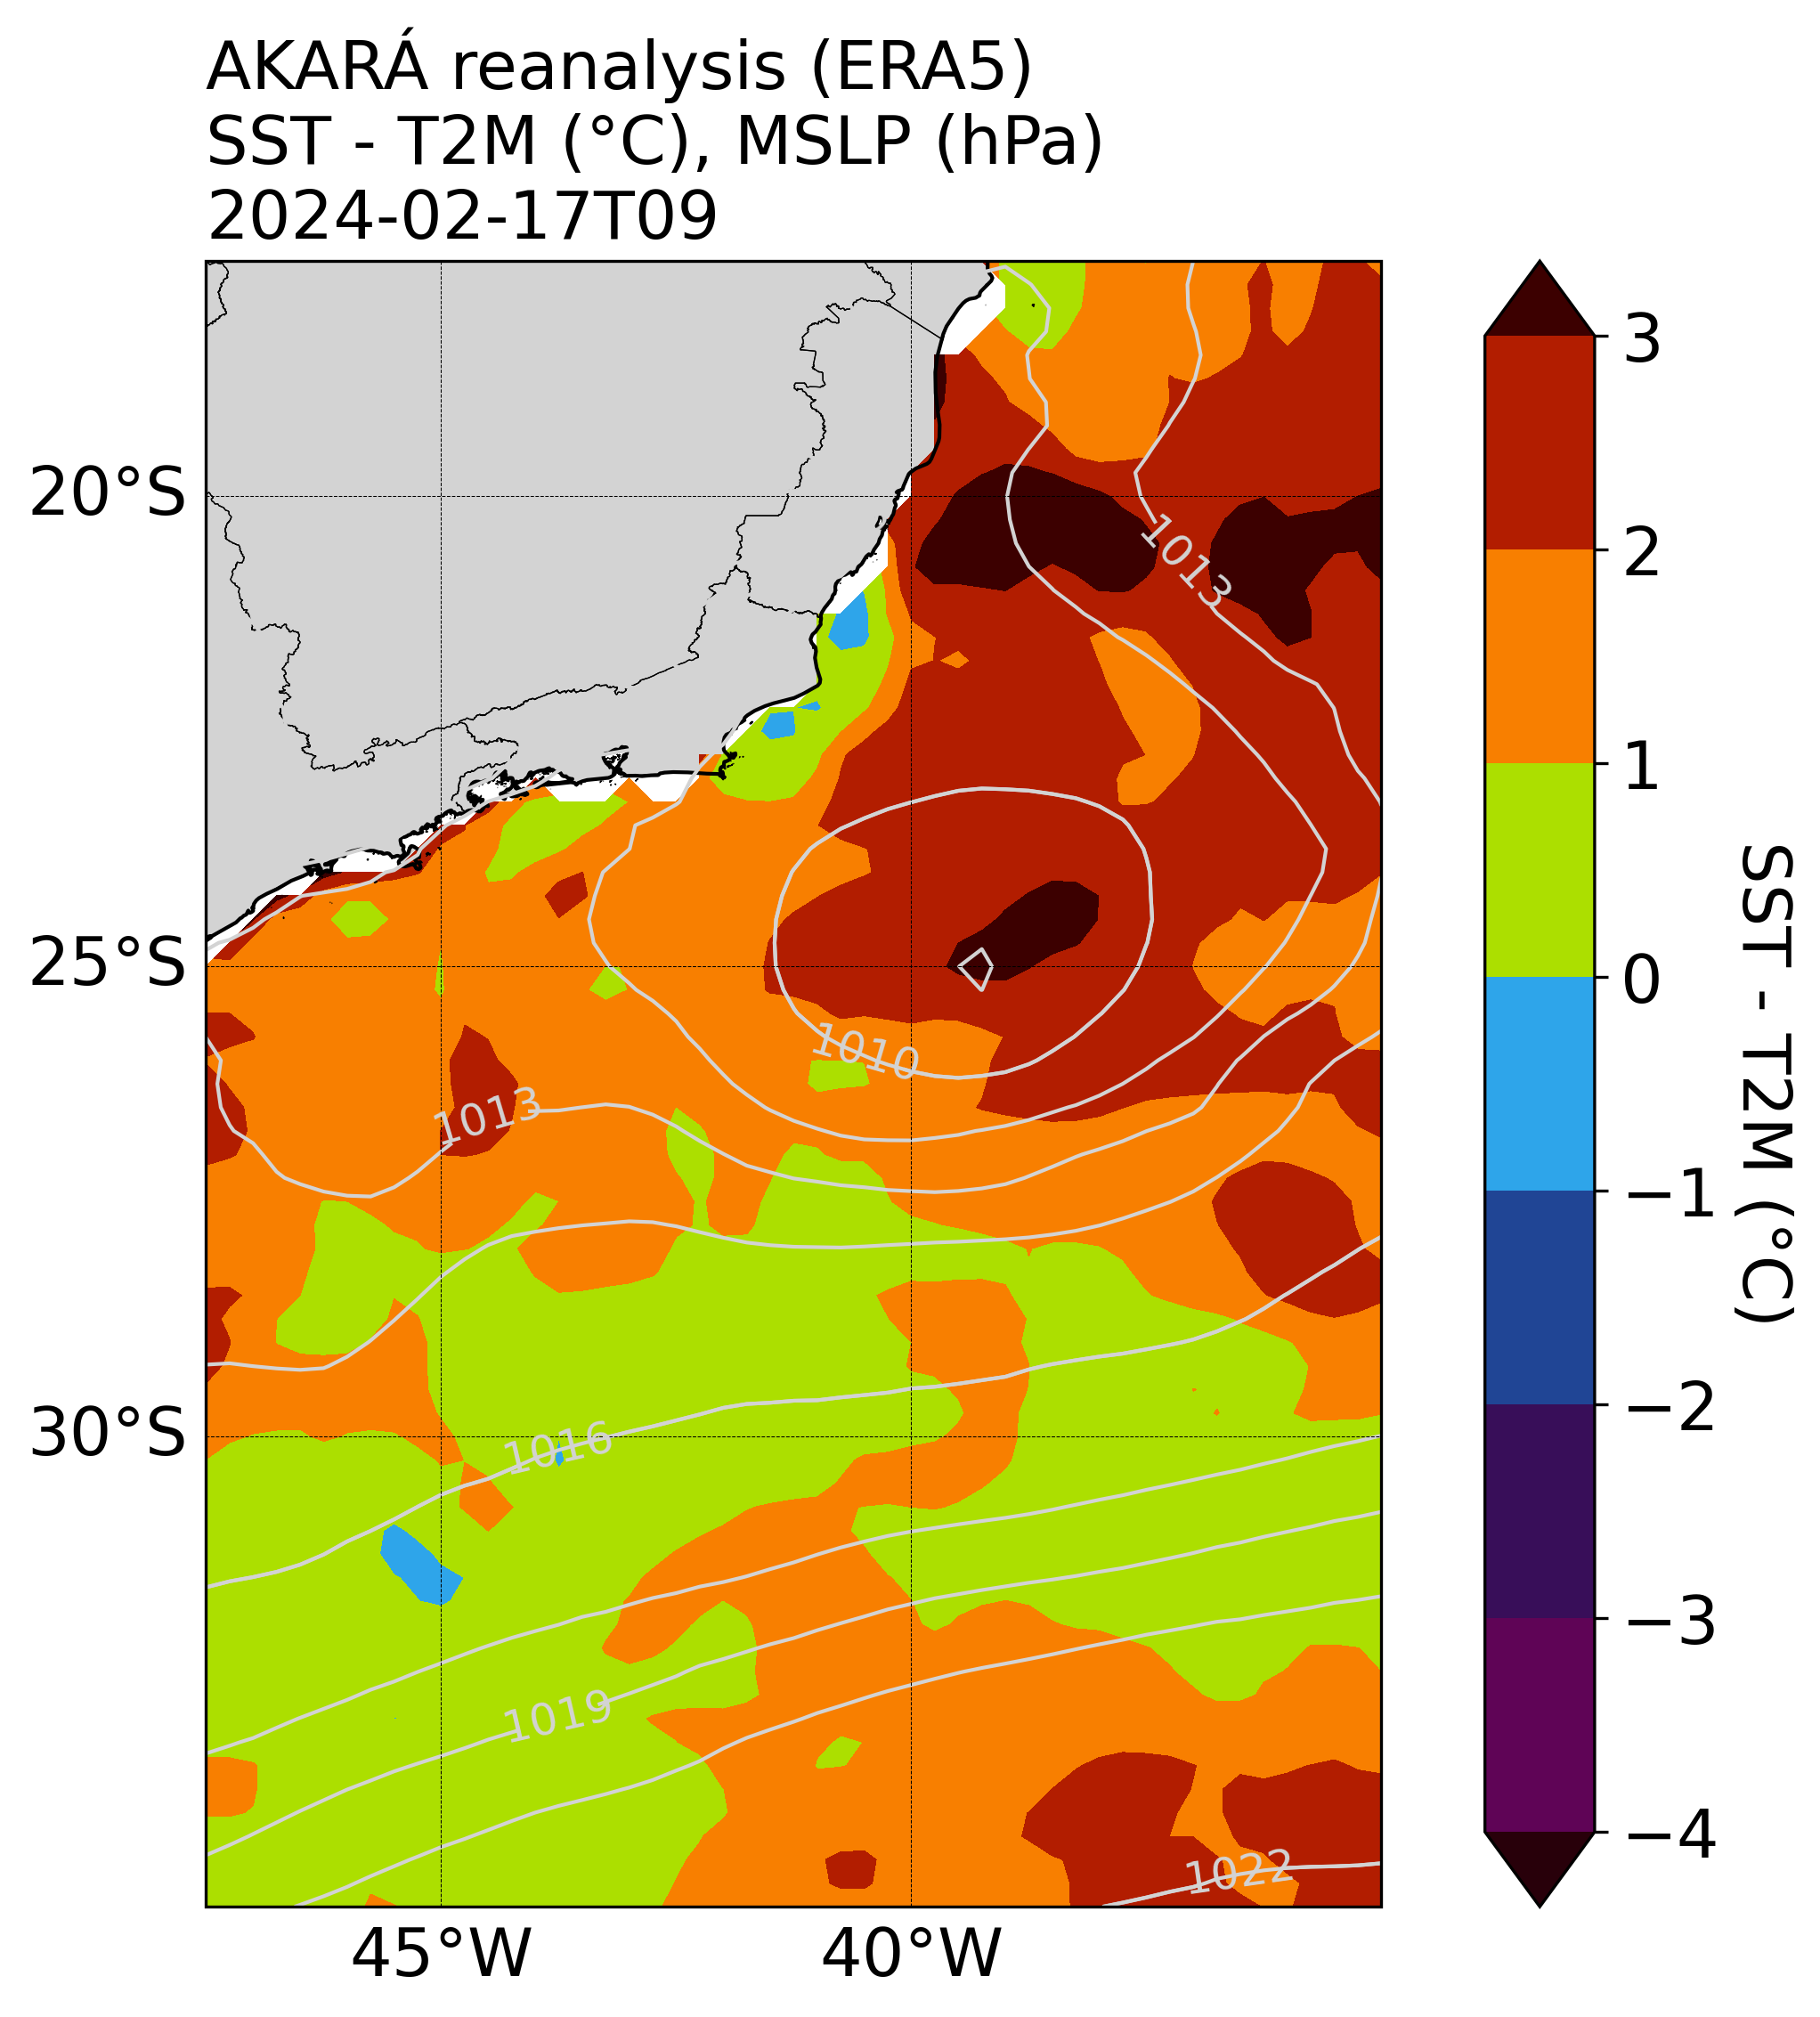 AKARÁ reanalysis (ERA5)
SST - T2M (°C), MSLP (hPa)
2024-02-17T09
20°S
25°S
30°S
45°W
40°W
1013
1010
1013
1016
1019
1022
3
2
1
0
−1
−2
−3
−4
SST - T2M (°C)